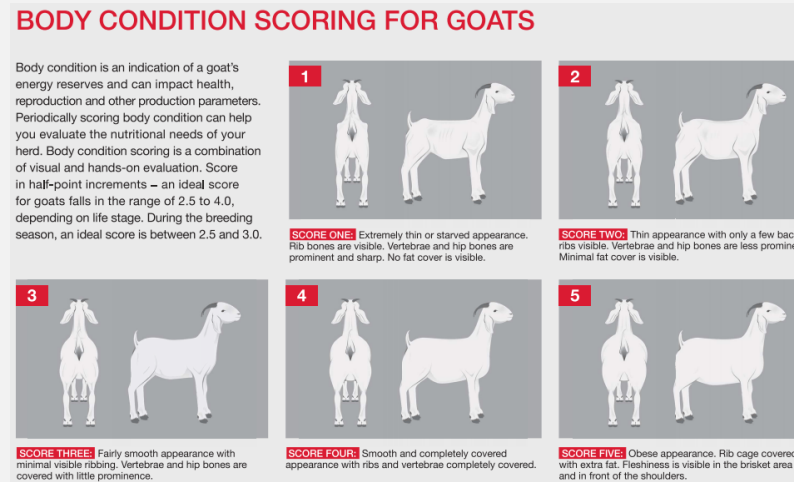 BODY CONDITION SCORING FOR GOATS
Body condition is an indication of a goat's
energy reserves and can impact health,
reproduction and other production parameters.
Periodically scoring body condition can help
you evaluate the nutritional needs of your
herd. Body condition scoring is a combination
of visual and hands-on evaluation. Score
in half-point increments – an ideal score
for goats falls in the range of 2.5 to 4.0,
depending on life stage. During the breeding
season, an ideal score is between 2.5 and 3.0.
1
SCORE ONE: Extremely thin or starved appearance.
Rib bones are visible. Vertebrae and hip bones are
prominent and sharp. No fat cover is visible.
2
SCORE TWO: Thin appearance with only a few
ribs visible. Vertebrae and hip bones are less
Minimal fat cover is visible.
3
SCORE THREE: Fairly smooth appearance with
minimal visible ribbing. Vertebrae and hip bones are
covered with little prominence.
4
SCORE FOUR: Smooth and completely covered
appearance with ribs and vertebrae completely covered.
5
SCORE FIVE: Obese appearance. Rib cage covered
with extra fat. Fleshiness is visible in the brisket area
and in front of the shoulders.